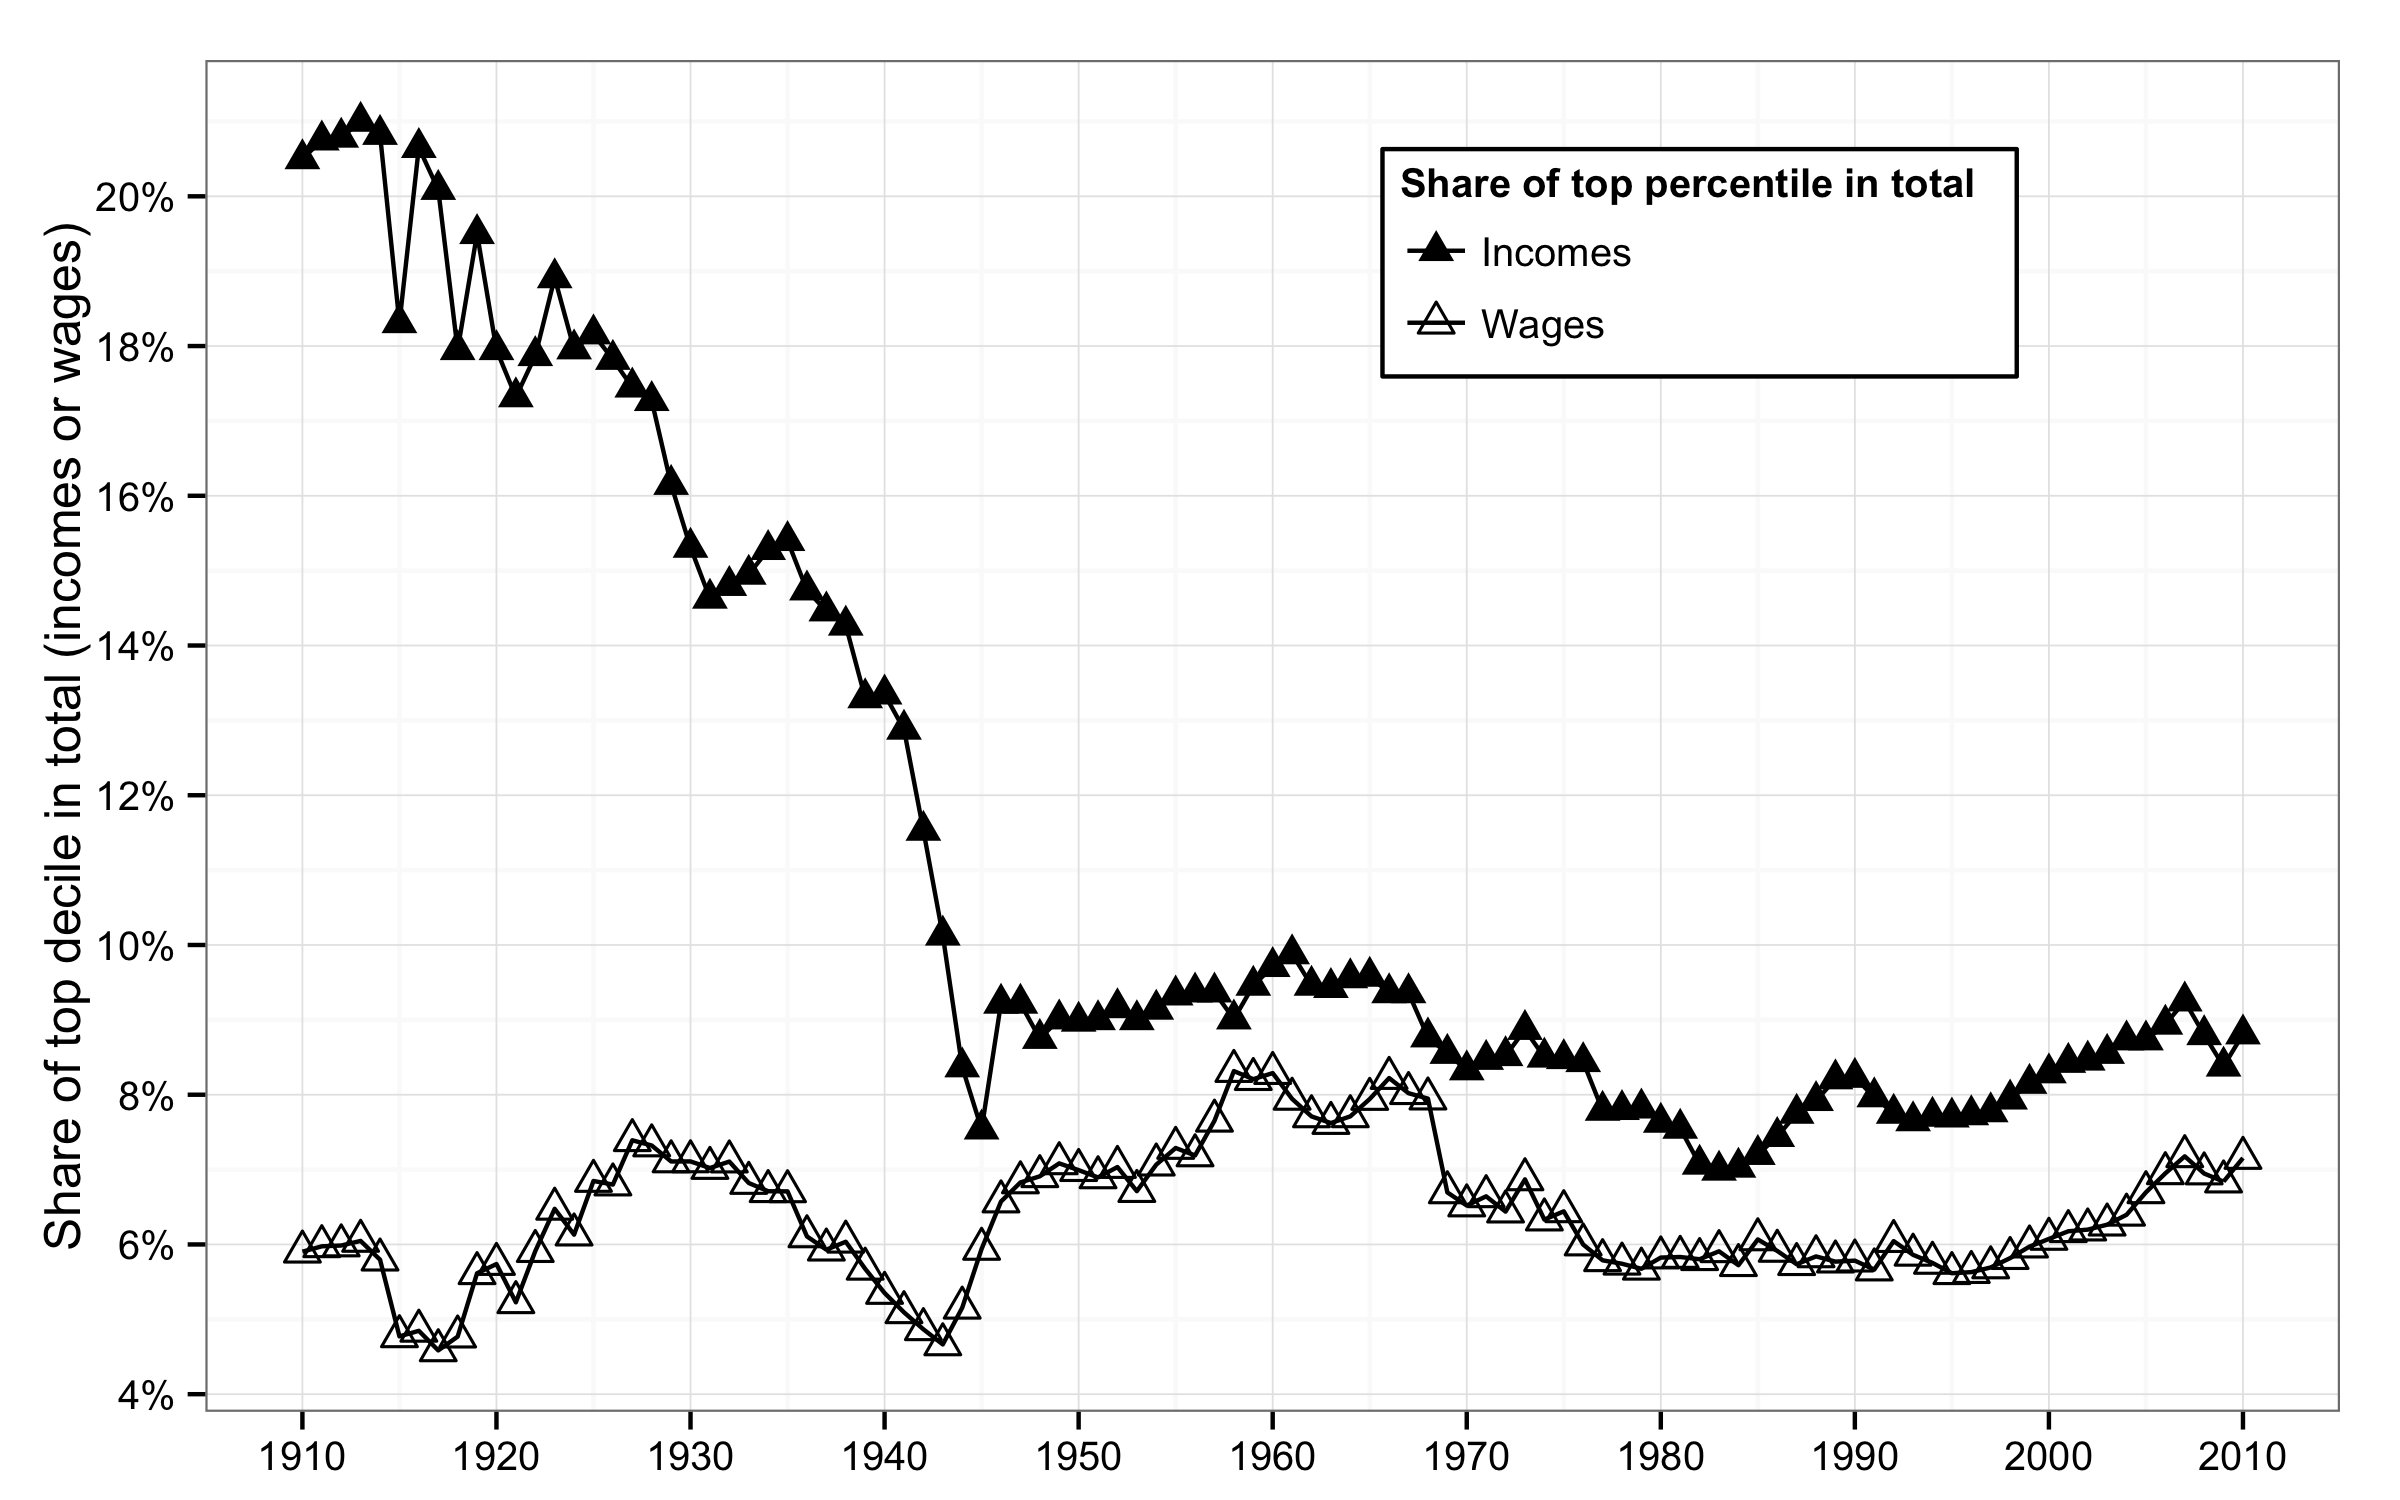 Share of top decile in total (incomes or wages)
20%
18%
16%
14%
12%
10%
8%
6%
4%
Share of top percentile in total
Incomes
Wages
1910 1920 1930 1940 1950 1960 1970 1980 1990 2000 2010